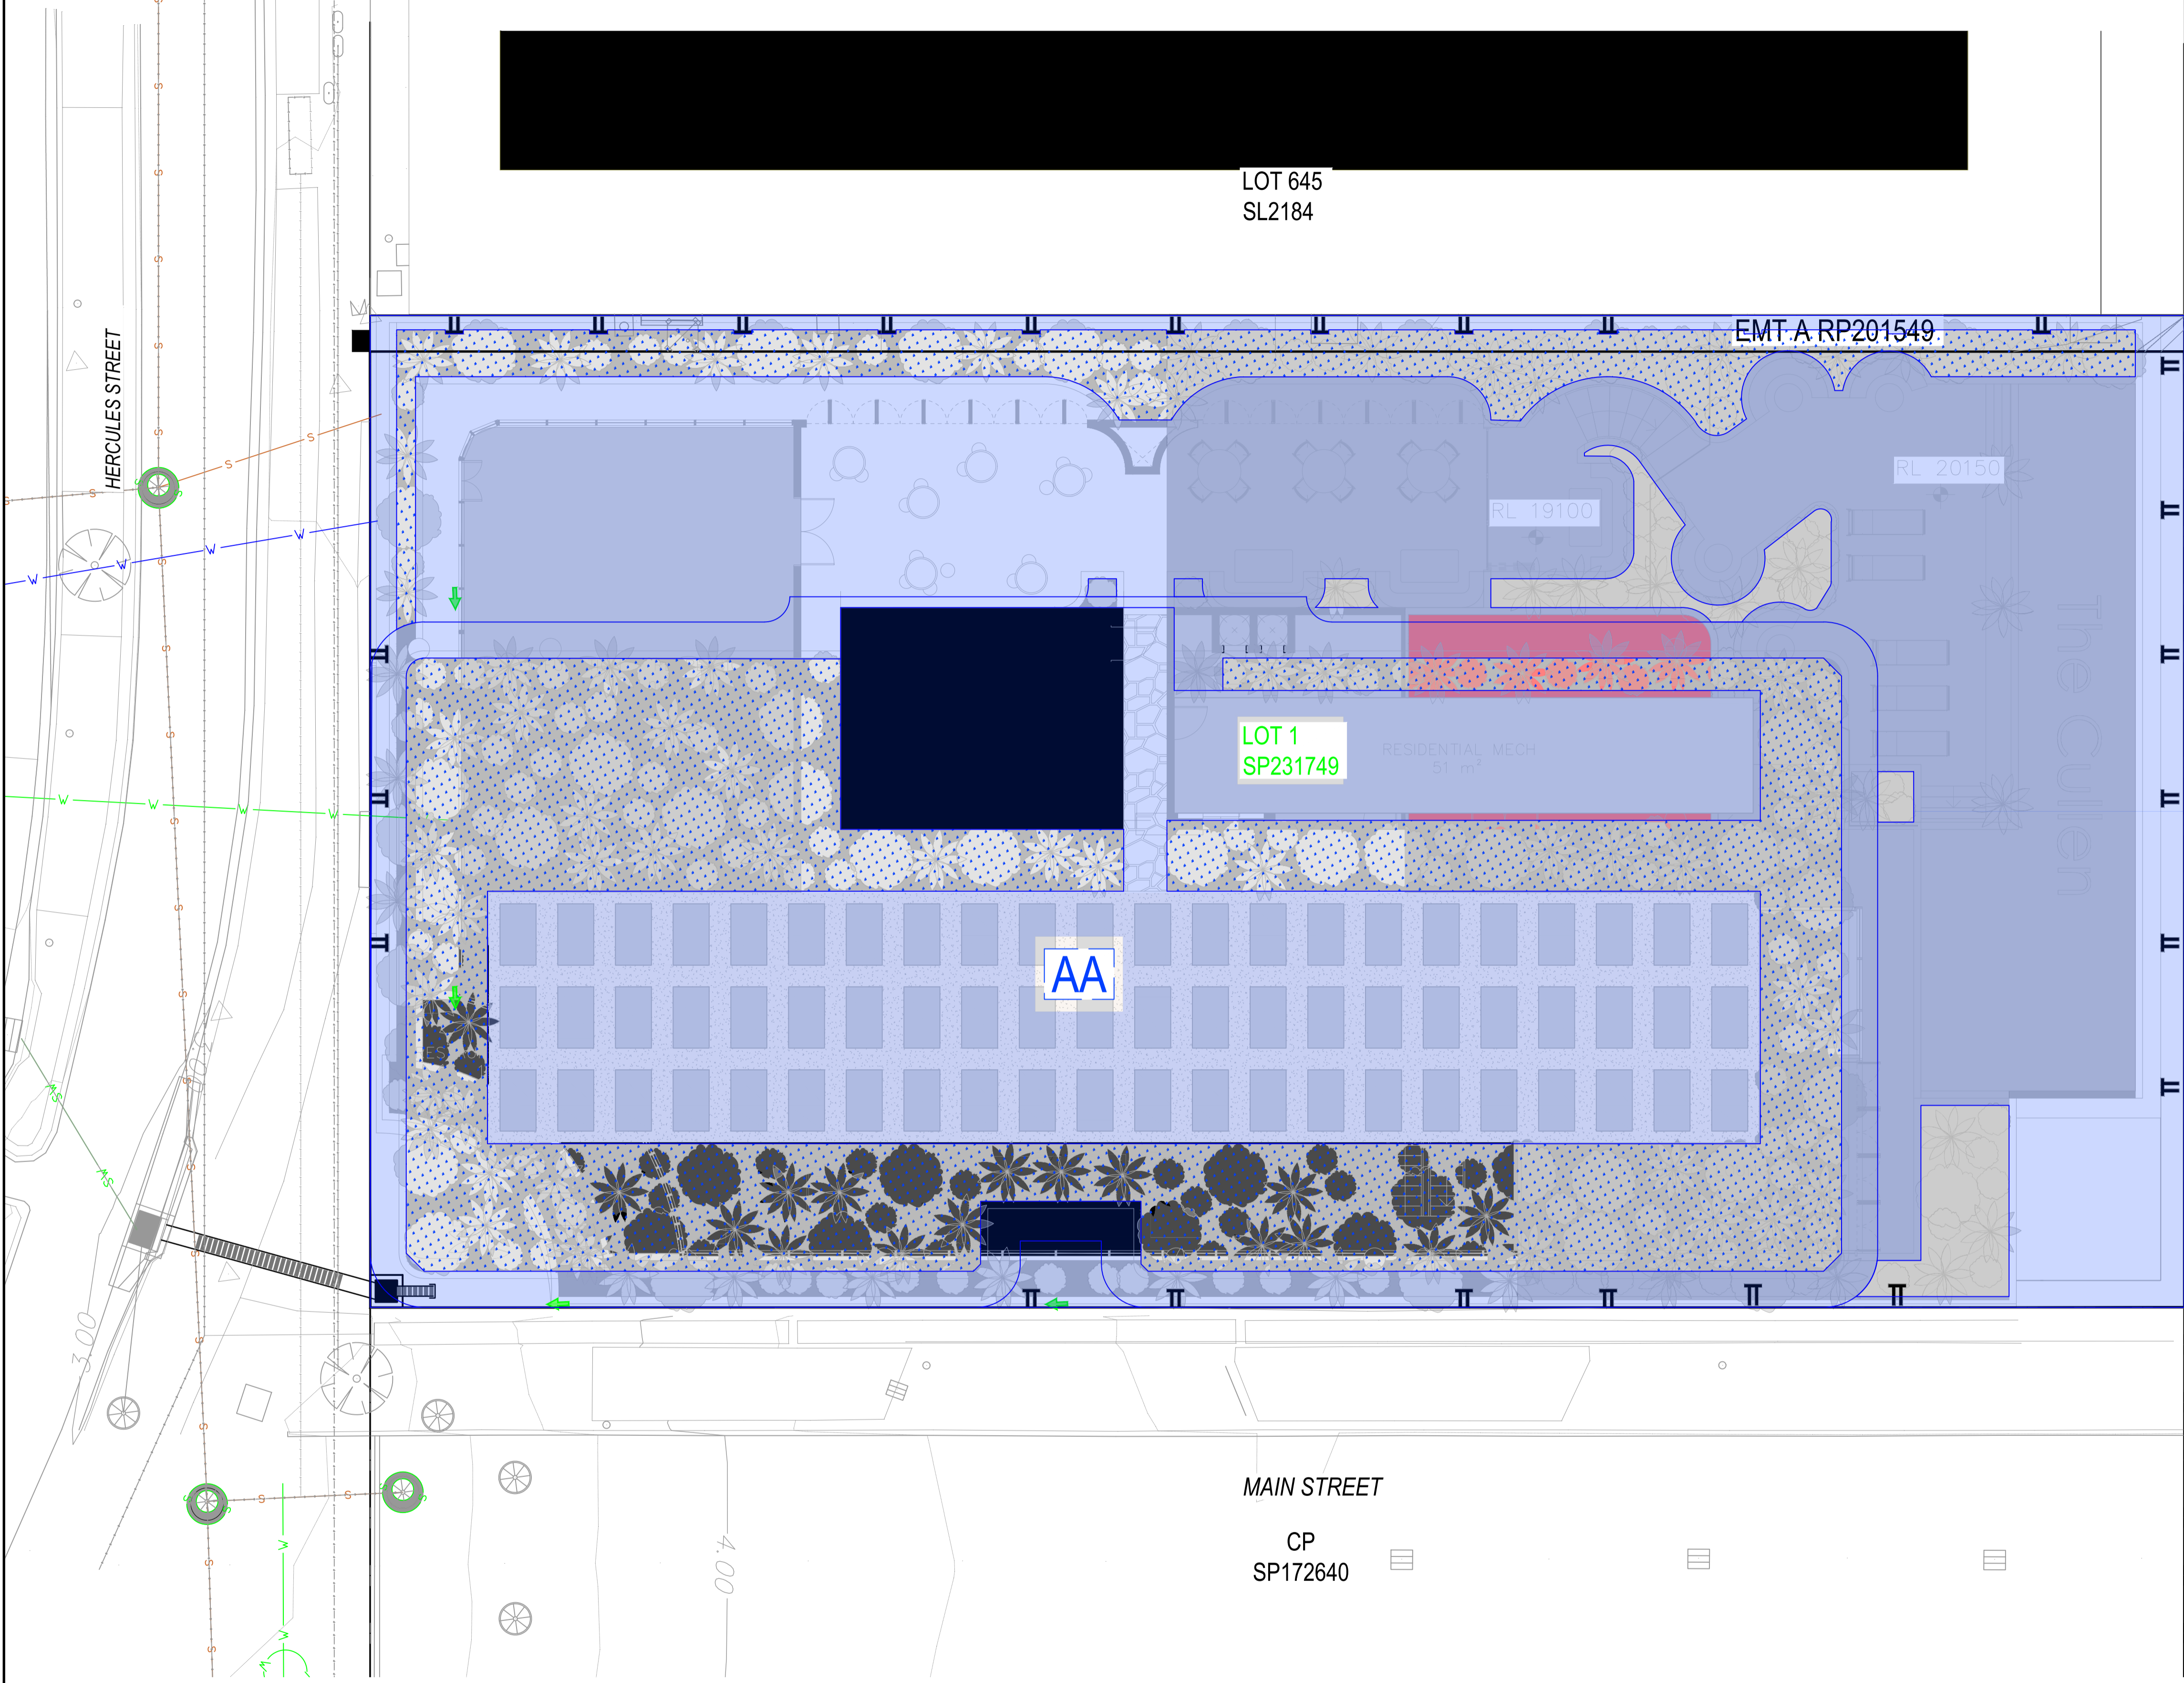 LOT 645
SL2184
HERCULES STREET
EMT A RP201549
RL 20150
RL 19100
The Cullen
LOT 1
SP231749
RESIDENTIAL MECH
51 m²
AA
3.00
4.00
MAIN STREET
CP
SP172640